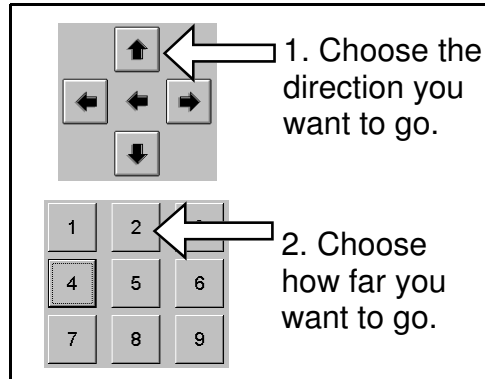 1. Choose the
direction you
want to go.
1 2
4 5 6
7 8 9
2. Choose
how far you
want to go.